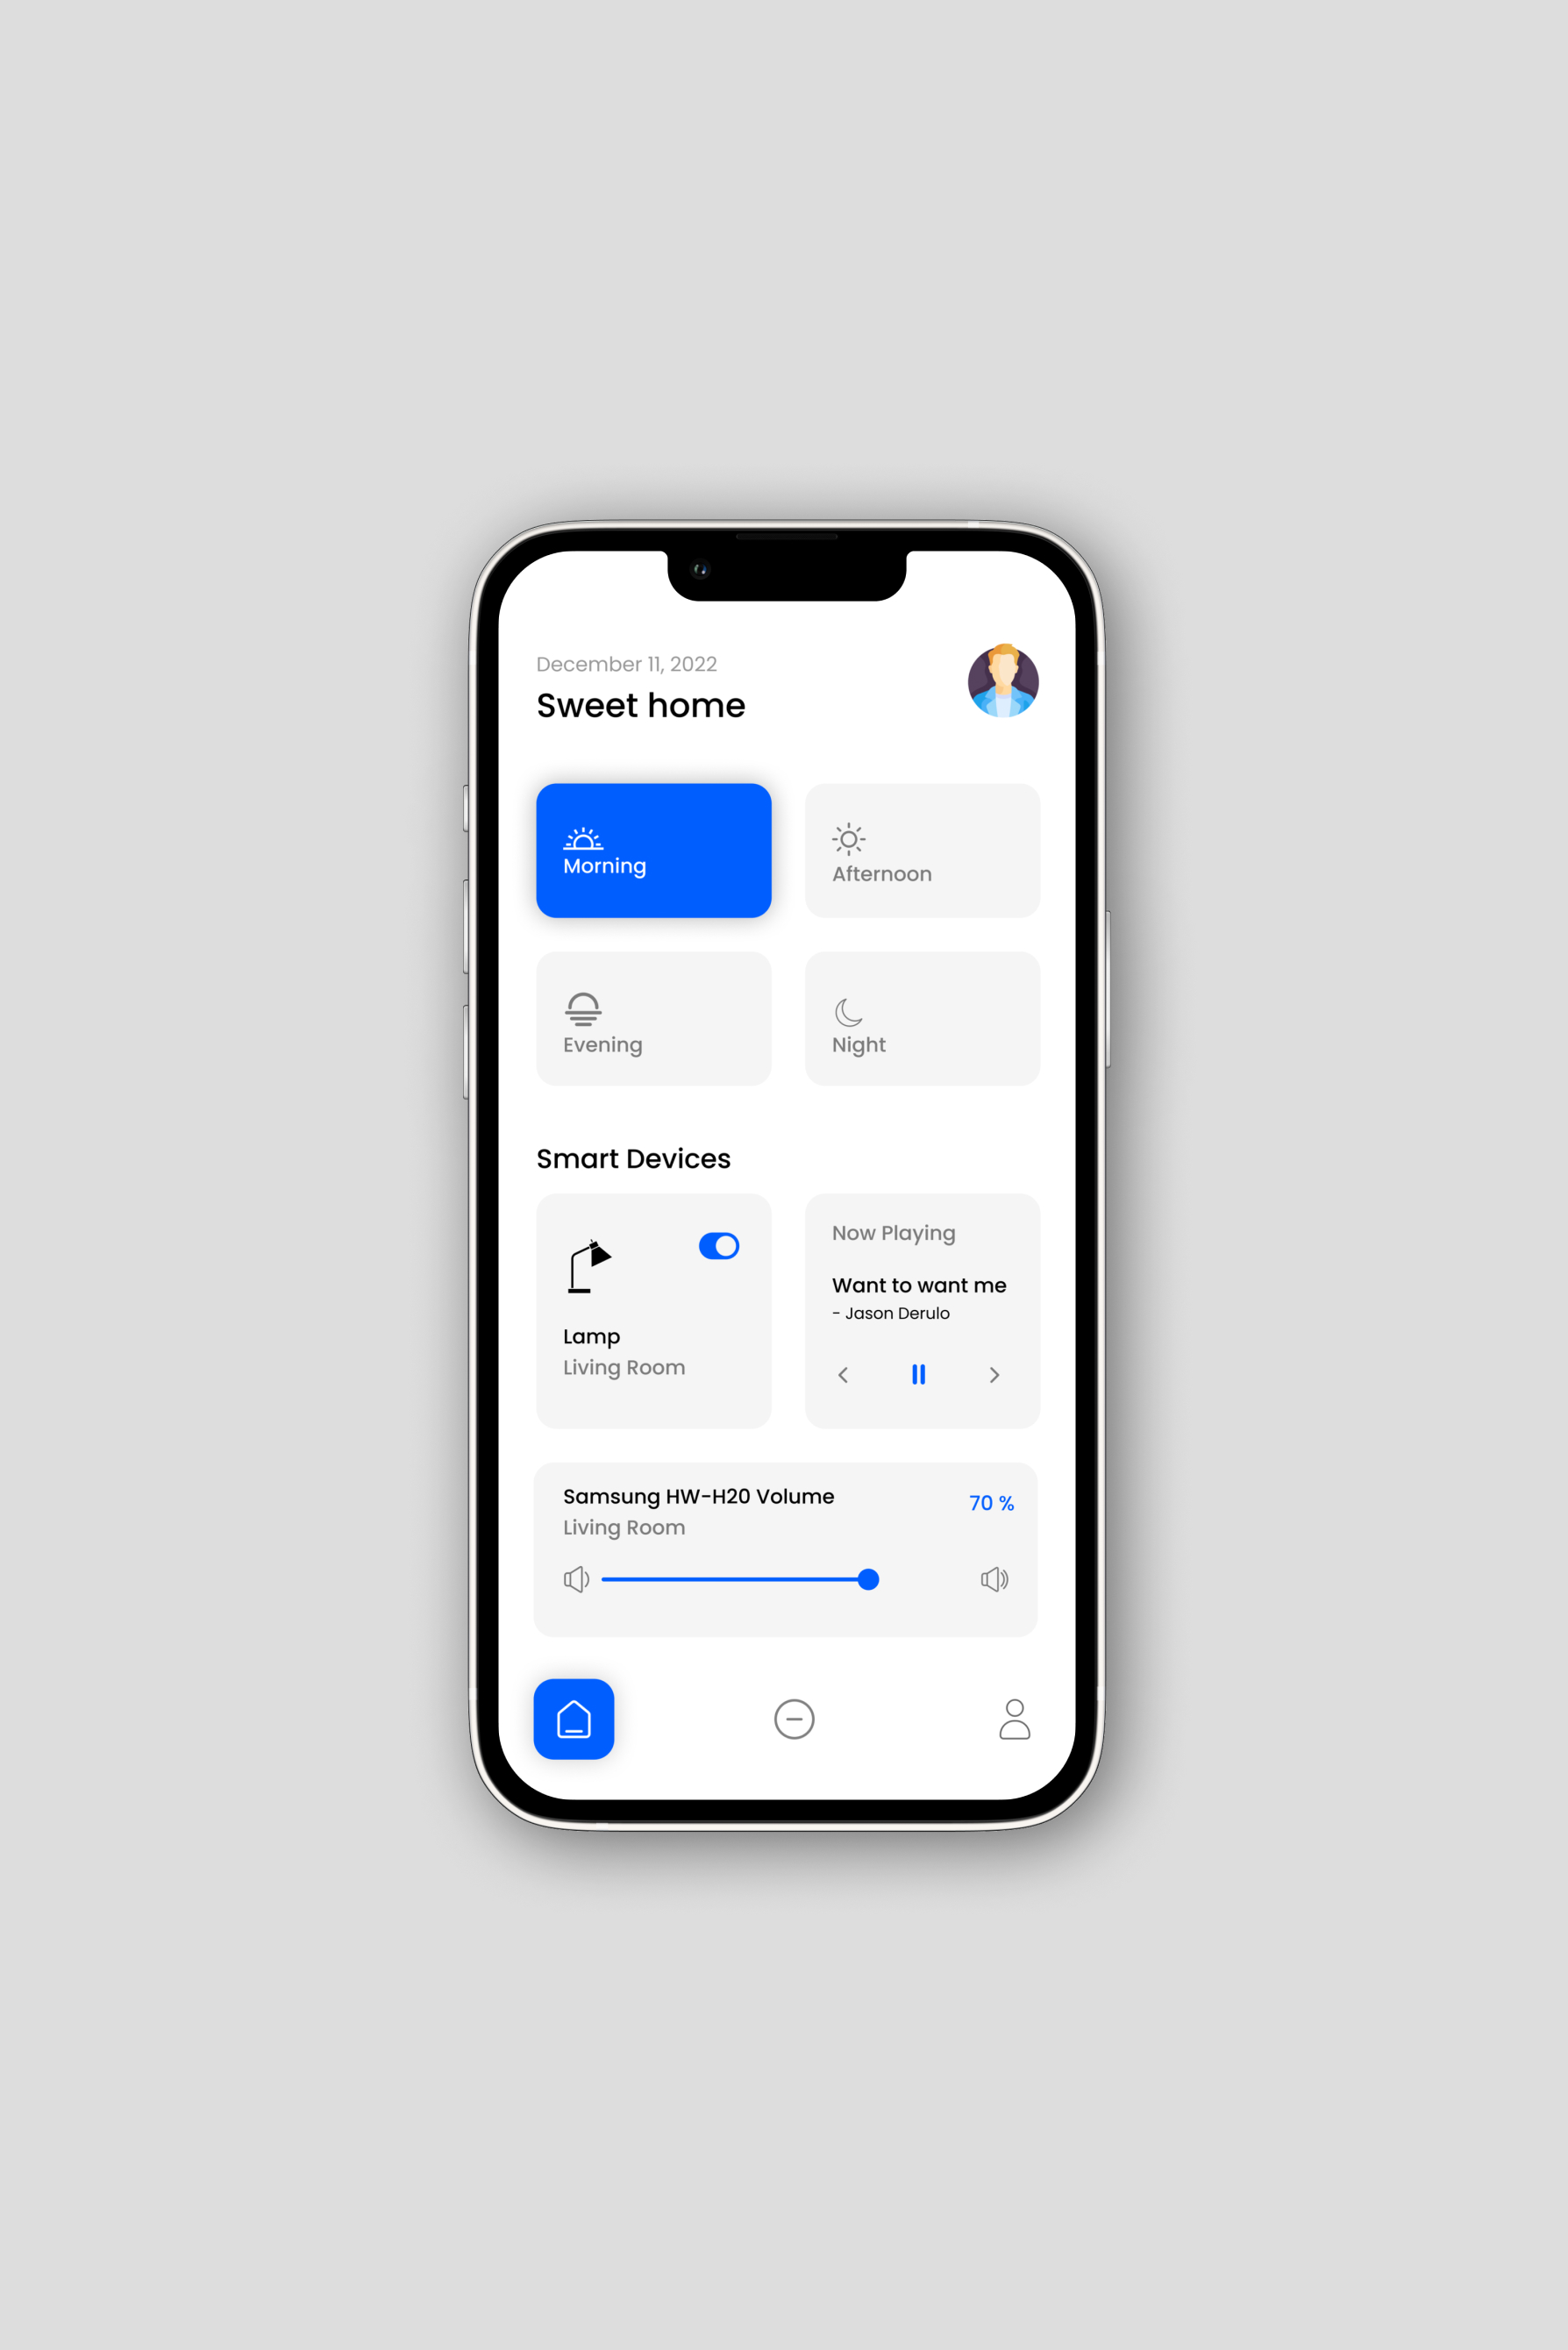 December 11, 2022
Sweet home
Morning
Afternoon
Evening
Night
Smart Devices
Lamp
Living Room
Now Playing
Want to want me
- Jason Derulo
Samsung HW-H20 Volume
70 %
Living Room